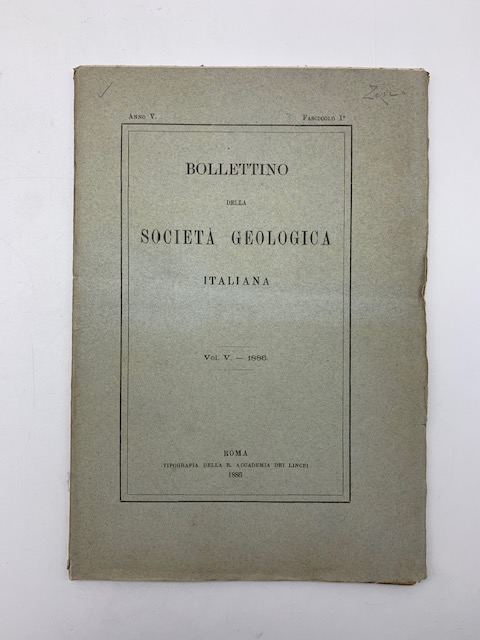 ANNO V. FASCICOLO 1°
BOLLETTINO
DELLA
SOCIETÀ GEOLOGICA
ITALIANA
VOL. V. — 1886.
ROMA
TIPOGRAFIA DELLA R. ACCADEMIA DEI LINCEI
1886